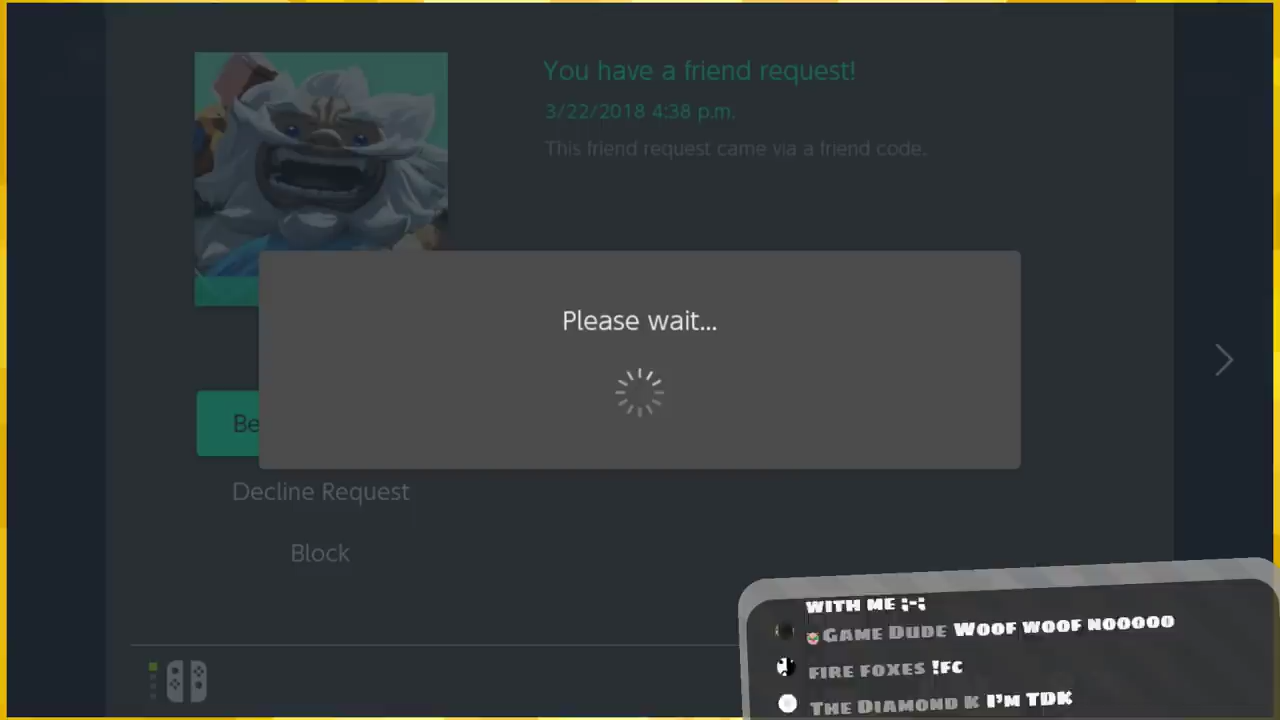 You have a friend request!
3/22/2018 4:38 p.m.
This friend request came via a friend code.
Please wait...
Be
Decline Request
Block
WITH ME ;-;
GAME DUDE WOOF WOOF NOOOOO
FIRE FOXES !FC
THE DIAMOND K I'M TDK